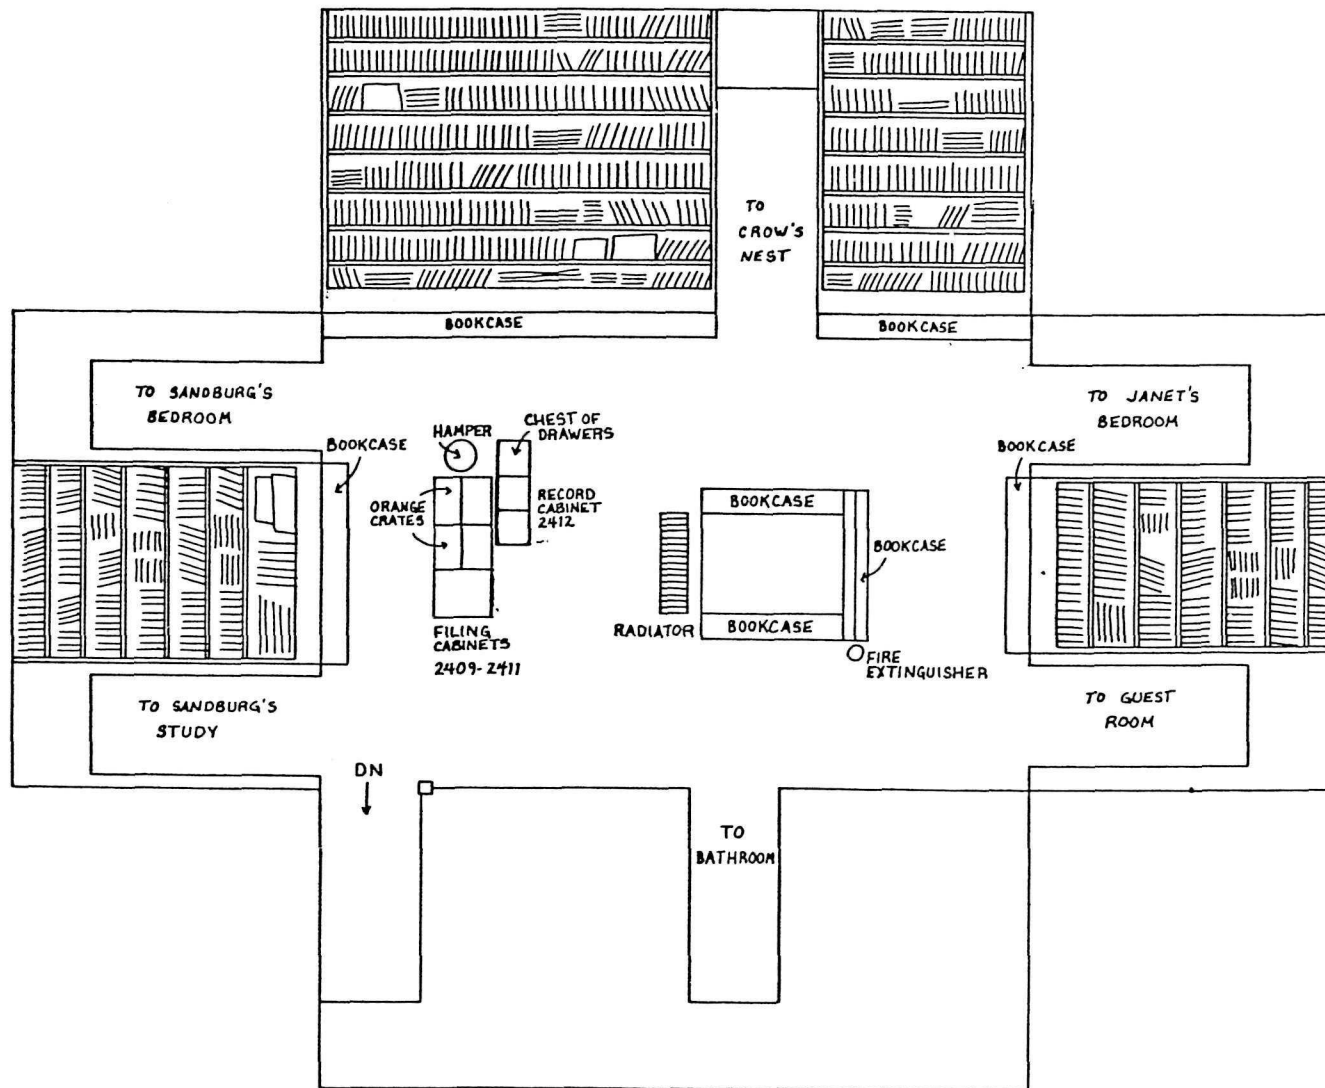 TO
CROW'S
NEST
BOOKCASE
BOOKCASE
TO SANDBURG'S
BEDROOM
TO JANET'S
BEDROOM
BOOKCASE
HAMPER
CHEST OF
DRAWERS
BOOKCASE
ORANGE
CRATES
RECORD
CABINET
2412
BOOKCASE
BOOKCASE
BOOKCASE
RADIATOR
FILING
CABINETS
2409-2411
FIRE
EXTINGUISHER
TO SANDBURG'S
STUDY
TO GUEST
ROOM
DN
TO
BATHROOM